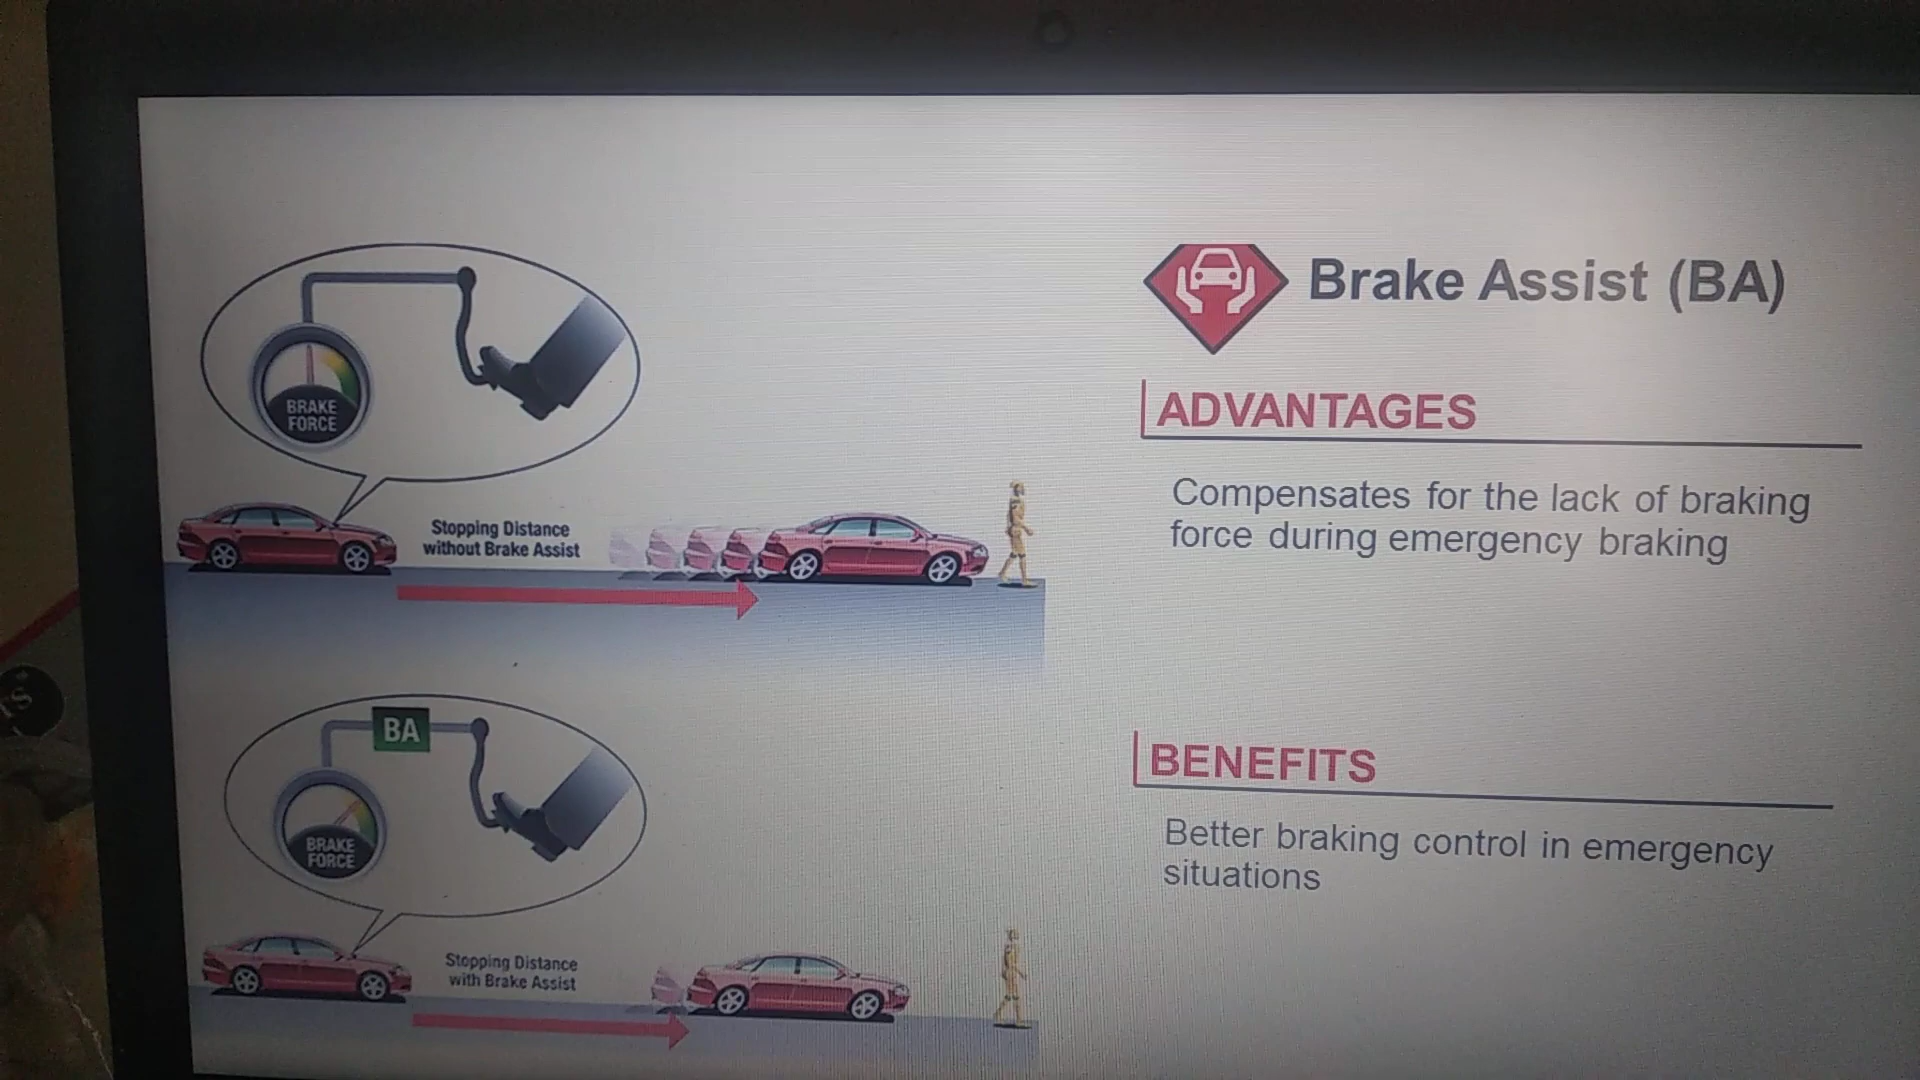 BRAKE
FORCE
Stopping Distance
without Brake Assist
BA
BRAKE
FORCE
Stopping Distance
with Brake Assist
Brake Assist (BA)
ADVANTAGES
Compensates for the lack of braking
force during emergency braking
BENEFITS
Better braking control in emergency
situations